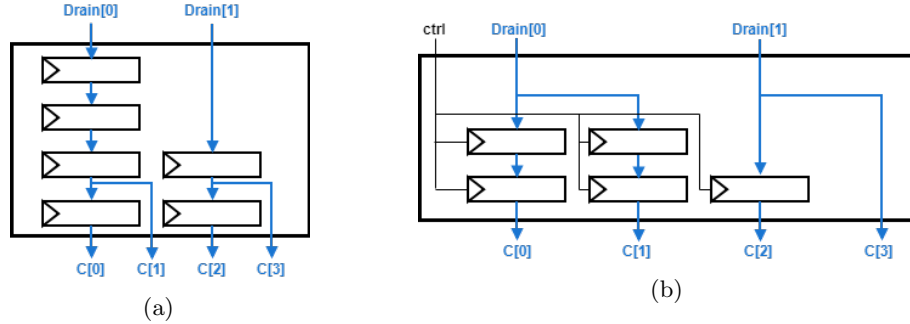 Drain[0] Drain[1]
C[0] C[1] C[2] C[3]
(a)
ctrl Drain[0] Drain[1]
C[0] C[1] C[2] C[3]
(b)